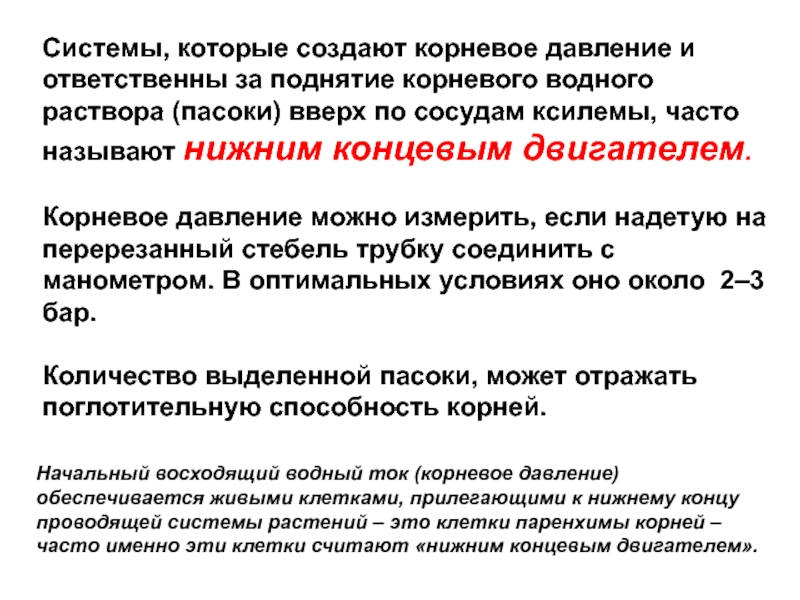 Системы, которые создают корневое давление и
ответственны за поднятие корневого водного
раствора (пасоки) вверх по сосудам ксилемы, часто
называют нижним концевым двигателем.
Корневое давление можно измерить, если надетую на
перерезанный стебель трубку соединить с
манометром. В оптимальных условиях оно около 2–3
бар.
Количество выделенной пасоки, может отражать
поглотительную способность корней.
Начальный восходящий водный ток (корневое давление)
обеспечивается живыми клетками, прилегающими к нижнему концу
проводящей системы растений – это клетки паренхимы корней –
часто именно эти клетки считают «нижним концевым двигателем».